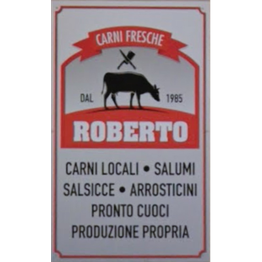 CARNI FRESCHE
DAL 1985
ROBERTO
CARNI LOCALI • SALUMI
SALSICCE • ARROSTICINI
PRONTO CUOCI
PRODUZIONE PROPRIA